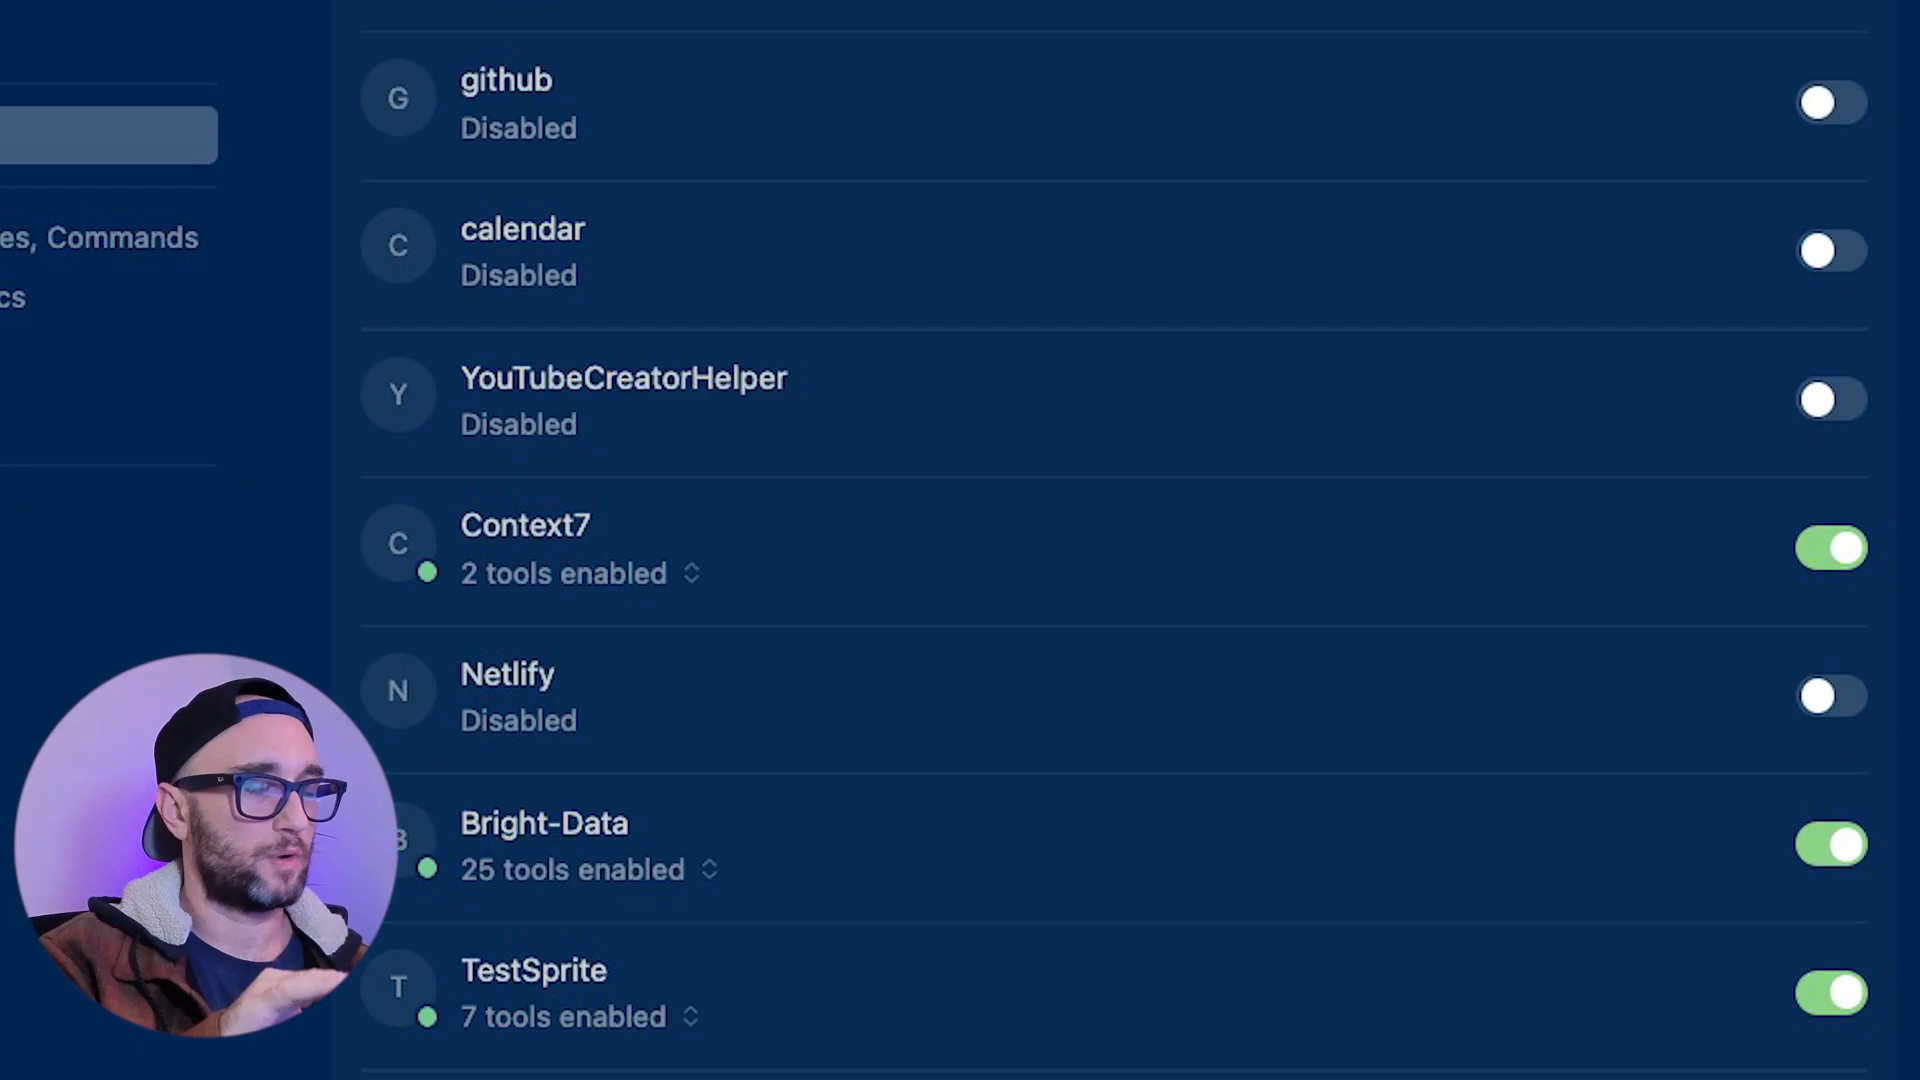 G
github
Disabled
es, Commands
C
calendar
Disabled
cs
Y
YouTubeCreatorHelper
Disabled
C
Context7
2 tools enabled
N
Netlify
Disabled
B
Bright-Data
25 tools enabled
T
TestSprite
7 tools enabled